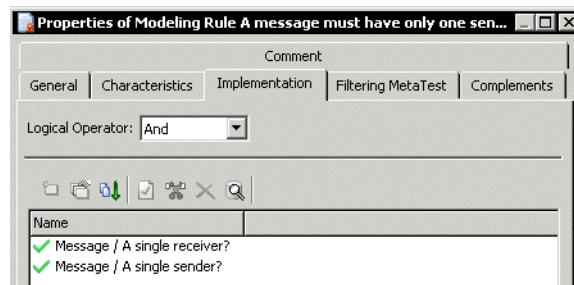 Properties of Modeling Rule A message must have only one sen...
Comment
General Characteristics Implementation Filtering MetaTest Complements
Logical Operator: And
Name
Message / A single receiver?
Message / A single sender?